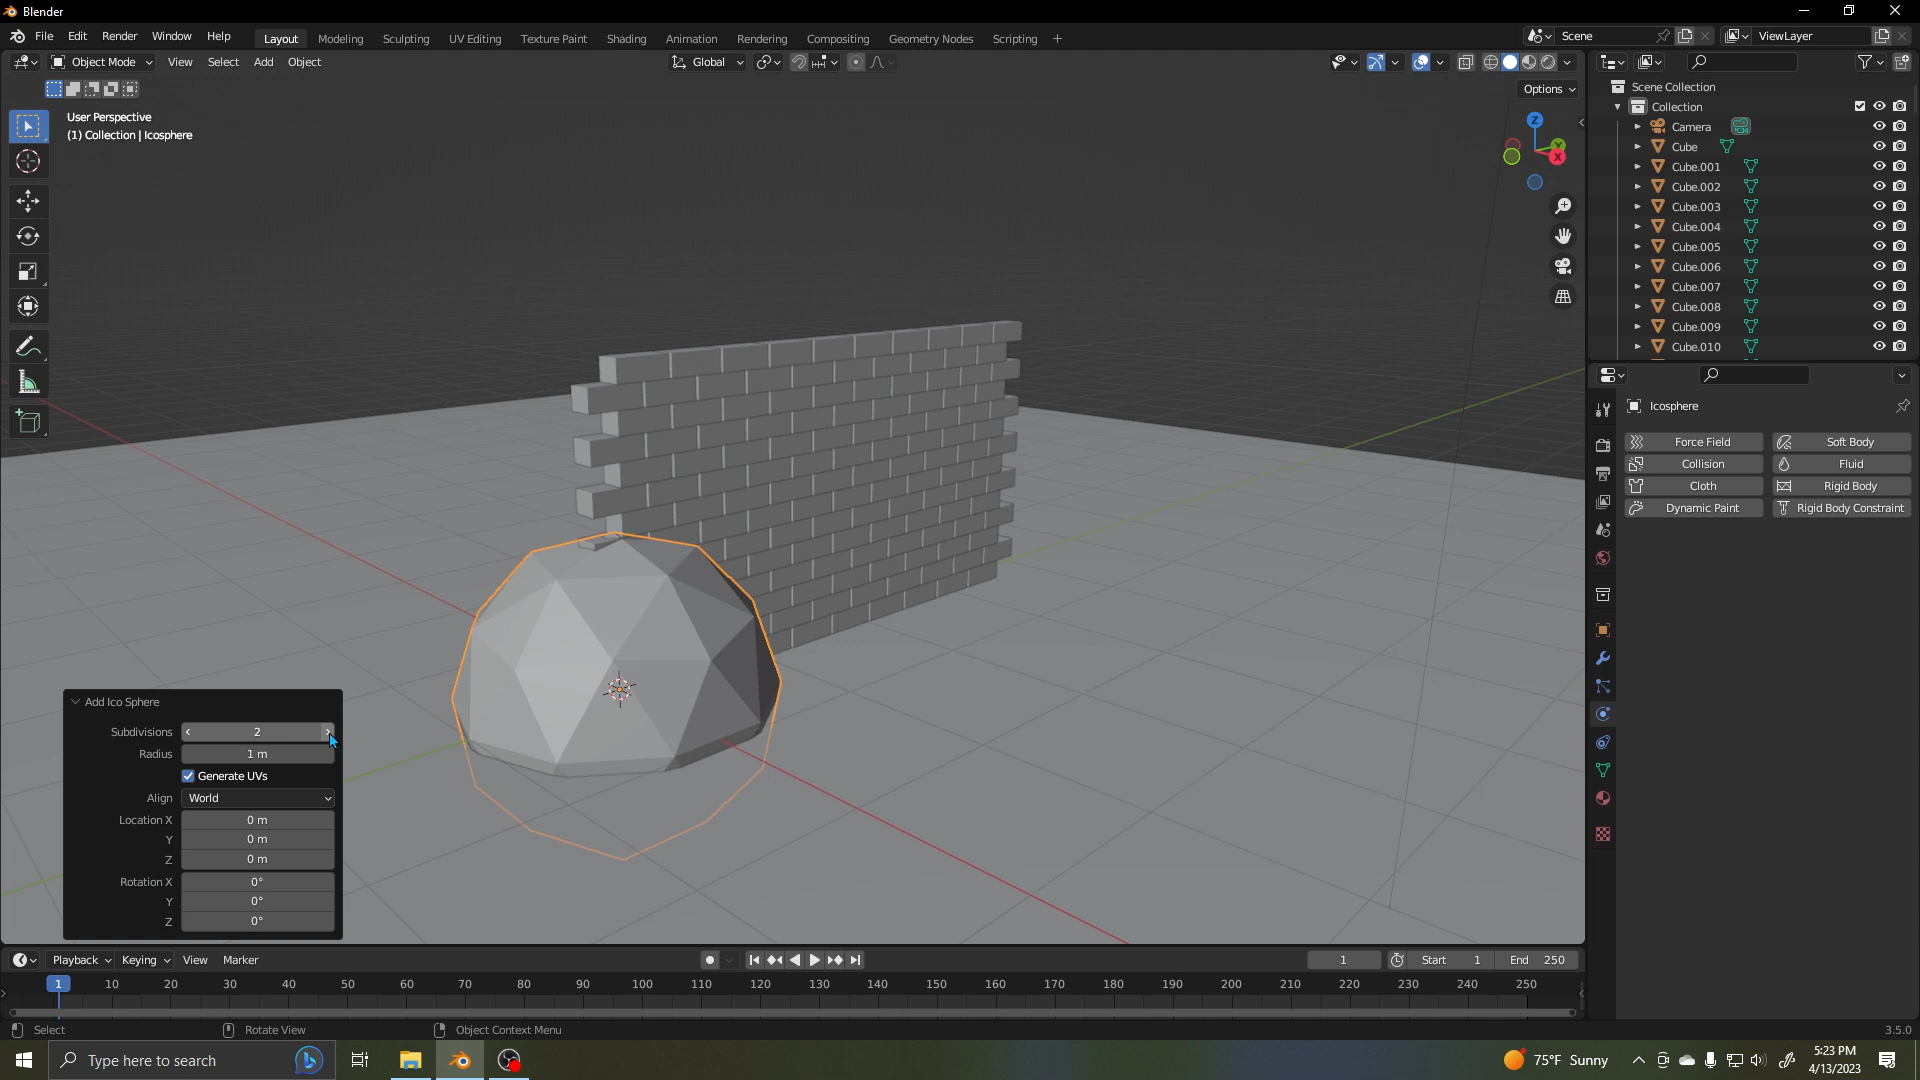 Blender
File Edit Render Window Help
Layout Modeling Sculpting UV Editing Texture Paint Shading Animation Rendering Compositing Geometry Nodes Scripting +
Scene
ViewLayer
Object Mode View Select Add Object
Global
Options
User Perspective
(1) Collection | Icosphere
Z
Y
X
Scene Collection
Collection
Camera
Cube
Cube.001
Cube.002
Cube.003
Cube.004
Cube.005
Cube.006
Cube.007
Cube.008
Cube.009
Cube.010
Icosphere
Force Field Soft Body
Collision Fluid
Cloth Rigid Body
Dynamic Paint Rigid Body Constraint
Add Ico Sphere
Subdivisions 2
Radius 1 m
Generate UVs
Align World
Location X 0 m
Y 0 m
Z 0 m
Rotation X 0°
Y 0°
Z 0°
Playback Keying View Marker
1 Start 1 End 250
1 10 20 30 40 50 60 70 80 90 100 110 120 130 140 150 160 170 180 190 200 210 220 230 240 250
Select Rotate View Object Context Menu
3.5.0
Type here to search
75°F Sunny
5:23 PM
4/13/2023